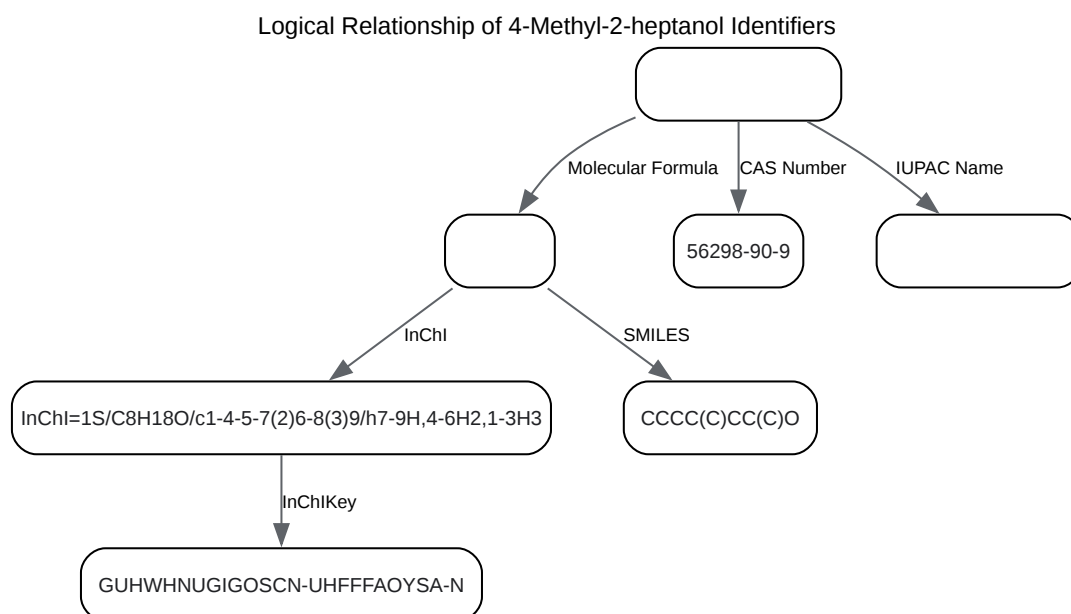 Logical Relationship of 4-Methyl-2-heptanol Identifiers
Molecular Formula
CAS Number
IUPAC Name
56298-90-9
InChI
SMILES
InChI=1S/C8H18O/c1-4-5-7(2)6-8(3)9/h7-9H,4-6H2,1-3H3
CCCC(C)CC(C)O
InChIKey
GUHWHNUGIGOSCN-UHFFFAOYSA-N